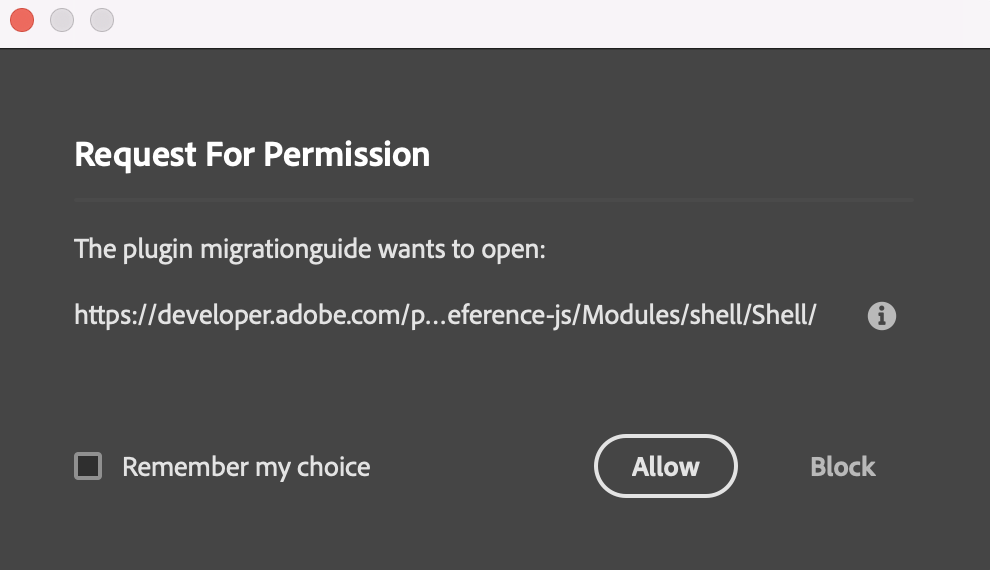 Request For Permission
The plugin migrationguide wants to open:
https://developer.adobe.com/p...eference-js/Modules/shell/Shell/
Remember my choice
Allow
Block